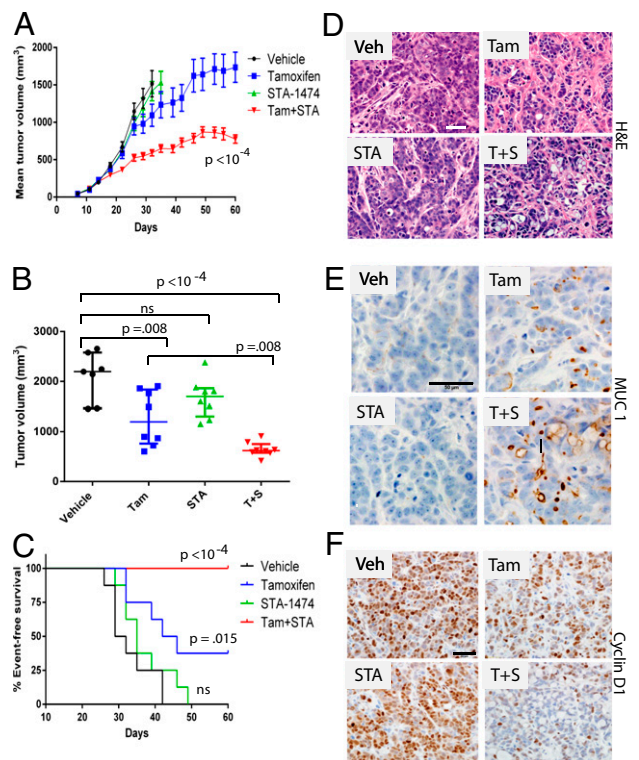 A
Mean tumor volume (mm³)
2000
1500
1000
500
0
0 10 20 30 40 50 60
Days
Vehicle
Tamoxifen
STA-1474
Tam+STA
p <10⁻⁴
B
p <10⁻⁴
ns
p =.008
p =.008
Tumor volume (mm³)
3000
2000
1000
0
Vehicle
Tam
STA
T+S
C
% Event-free survival
100
75
50
25
0
10 20 30 40 50 60
Days
p <10⁻⁴
Vehicle
Tamoxifen
STA-1474
Tam+STA
p =.015
ns
D
Veh
Tam
STA
T+S
H&E
E
Veh
Tam
STA
T+S
MUC 1
F
Veh
Tam
STA
T+S
Cyclin D1